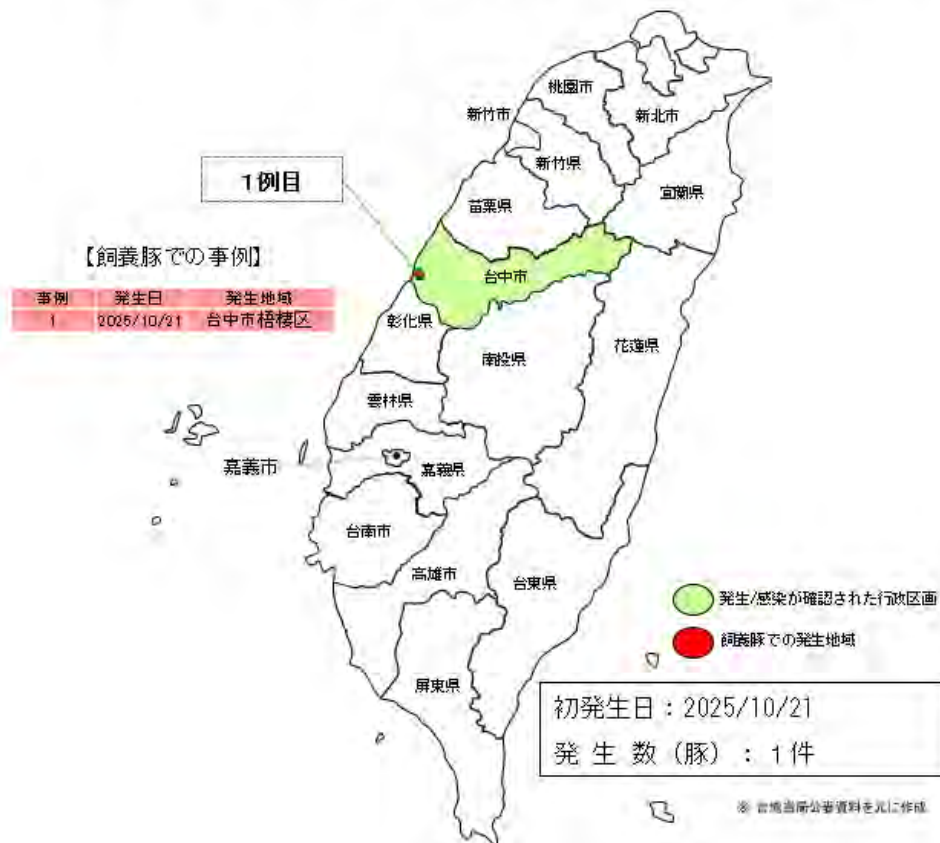 桃園市
新竹市
新北市
1例目
新竹県
宜蘭県
苗栗県
【飼養豚での事例】
台中市
事例 発生日 発生地域
1 2025/10/21 台中市梧棲区
彰化県
花蓮県
南投県
雲林県
嘉義市
嘉義県
台南市
高雄市
台東県
発生/感染が確認された行政区画
飼養豚での発生地域
屏東県
初発生日：2025/10/21
発 生 数（豚）：1件
※ 台湾当局公表資料を元に作成